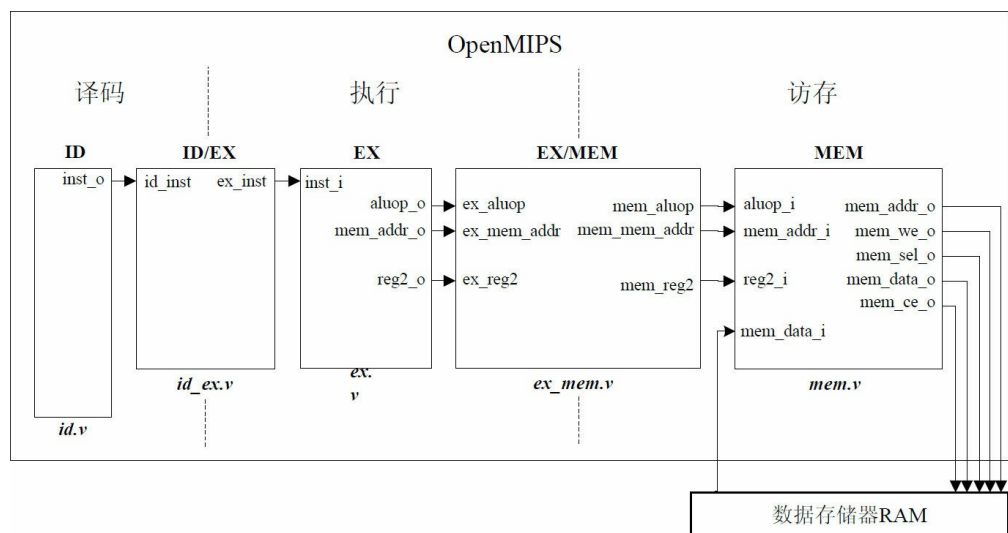 OpenMIPS
译码
执行
访存
ID
ID/EX
EX
EX/MEM
MEM
inst_o
id_inst
ex_inst
inst_i
aluop_o
ex_aluop
mem_aluop
aluop_i
mem_addr_o
mem_addr_o
ex_mem_addr
mem_mem_addr
mem_addr_i
mem_we_o
mem_sel_o
reg2_o
ex_reg2
mem_reg2
reg2_i
mem_data_o
mem_ce_o
mem_data_i
id_ex.v
ex.
v
ex_mem.v
mem.v
id.v
数据存储器RAM